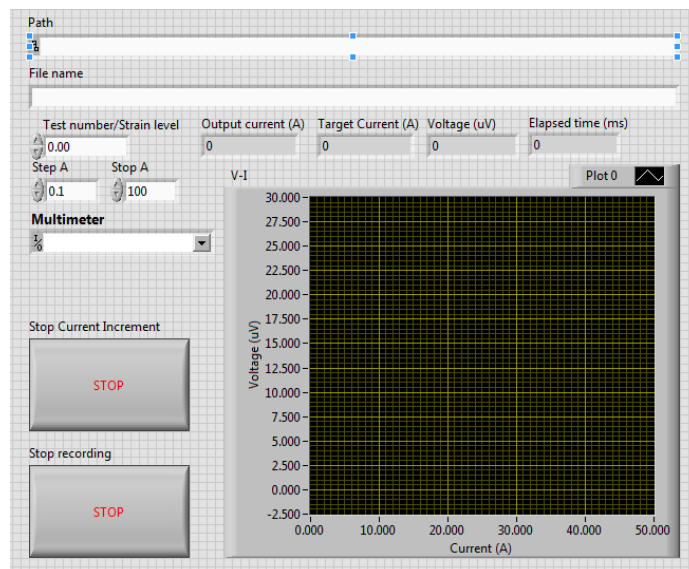 Path
File name
Test number/Strain level
Output current (A)
Target Current (A)
Voltage (uV)
Elapsed time (ms)
0.00
0
0
0
0
Step A
Stop A
0.1
100
V-I
Plot 0
Multimeter
I/O
Stop Current Increment
STOP
Stop recording
STOP
Voltage (uV)
30.000
27.500
25.000
22.500
20.000
17.500
15.000
12.500
10.000
7.500
5.000
2.500
0.000
-2.500
0.000
10.000
20.000
30.000
40.000
50.000
Current (A)